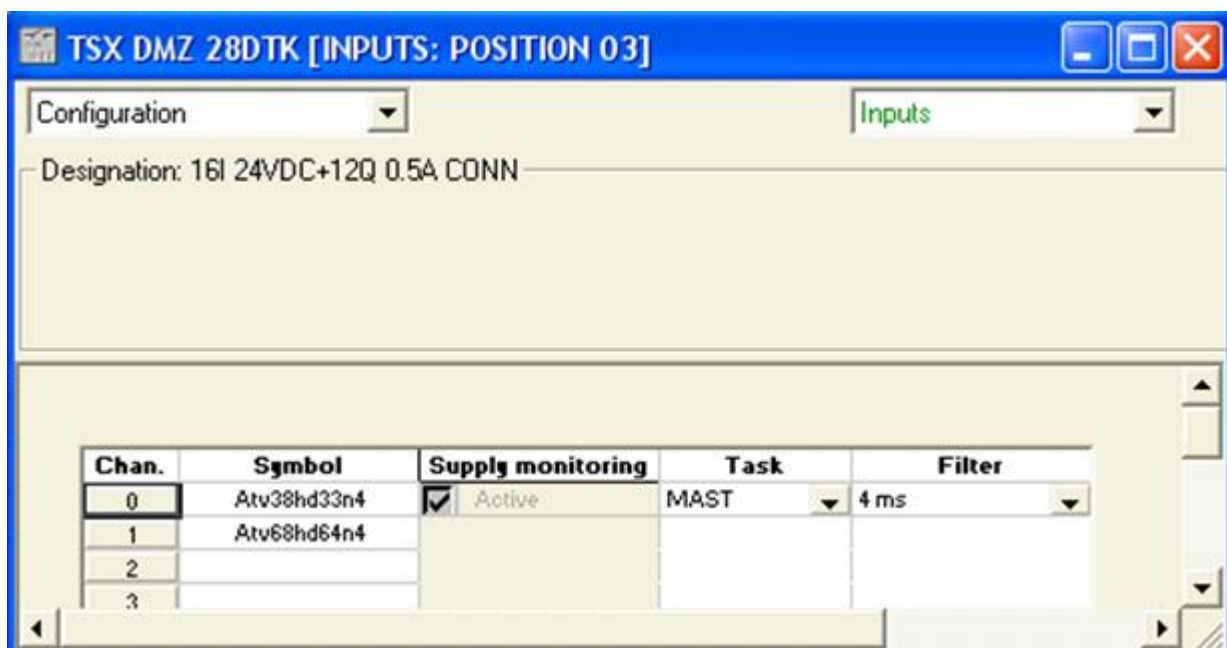 TSX DMZ 28DTK [INPUTS: POSITION 03]
Configuration Inputs
Designation: 16I 24VDC+12Q 0.5A CONN
Chan. Symbol Supply monitoring Task Filter
0 Atv38hd33n4 Active MAST 4 ms
1 Atv68hd64n4
2
3